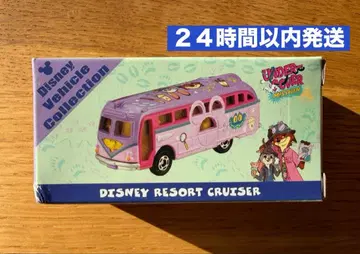 24時間以内発送
Disney
Vehicle
Collection
DISNEY RESORT CRUISER